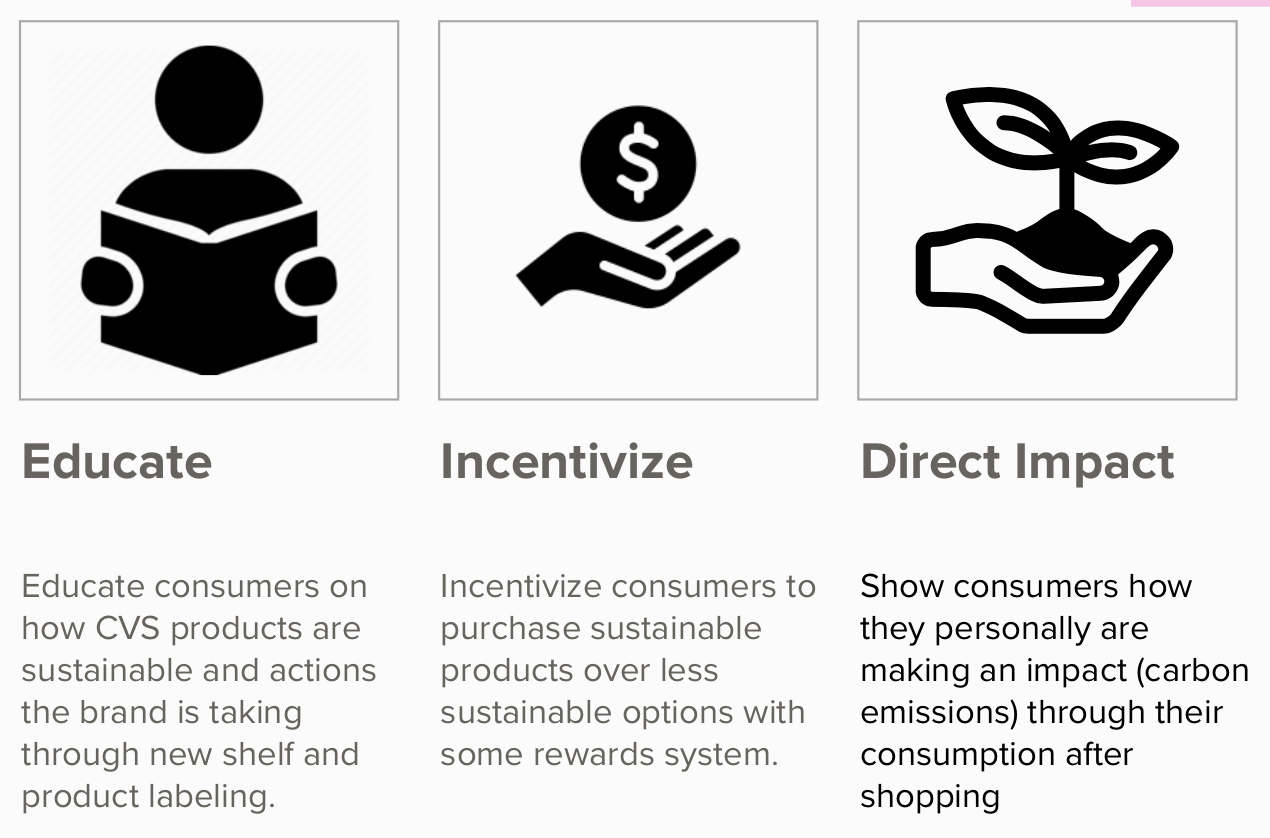 $
Educate
Educate consumers on
how CVS products are
sustainable and actions
the brand is taking
through new shelf and
product labeling.
Incentivize
Incentivize consumers to
purchase sustainable
products over less
sustainable options with
some rewards system.
Direct Impact
Show consumers how
they personally are
making an impact (carbon
emissions) through their
consumption after
shopping